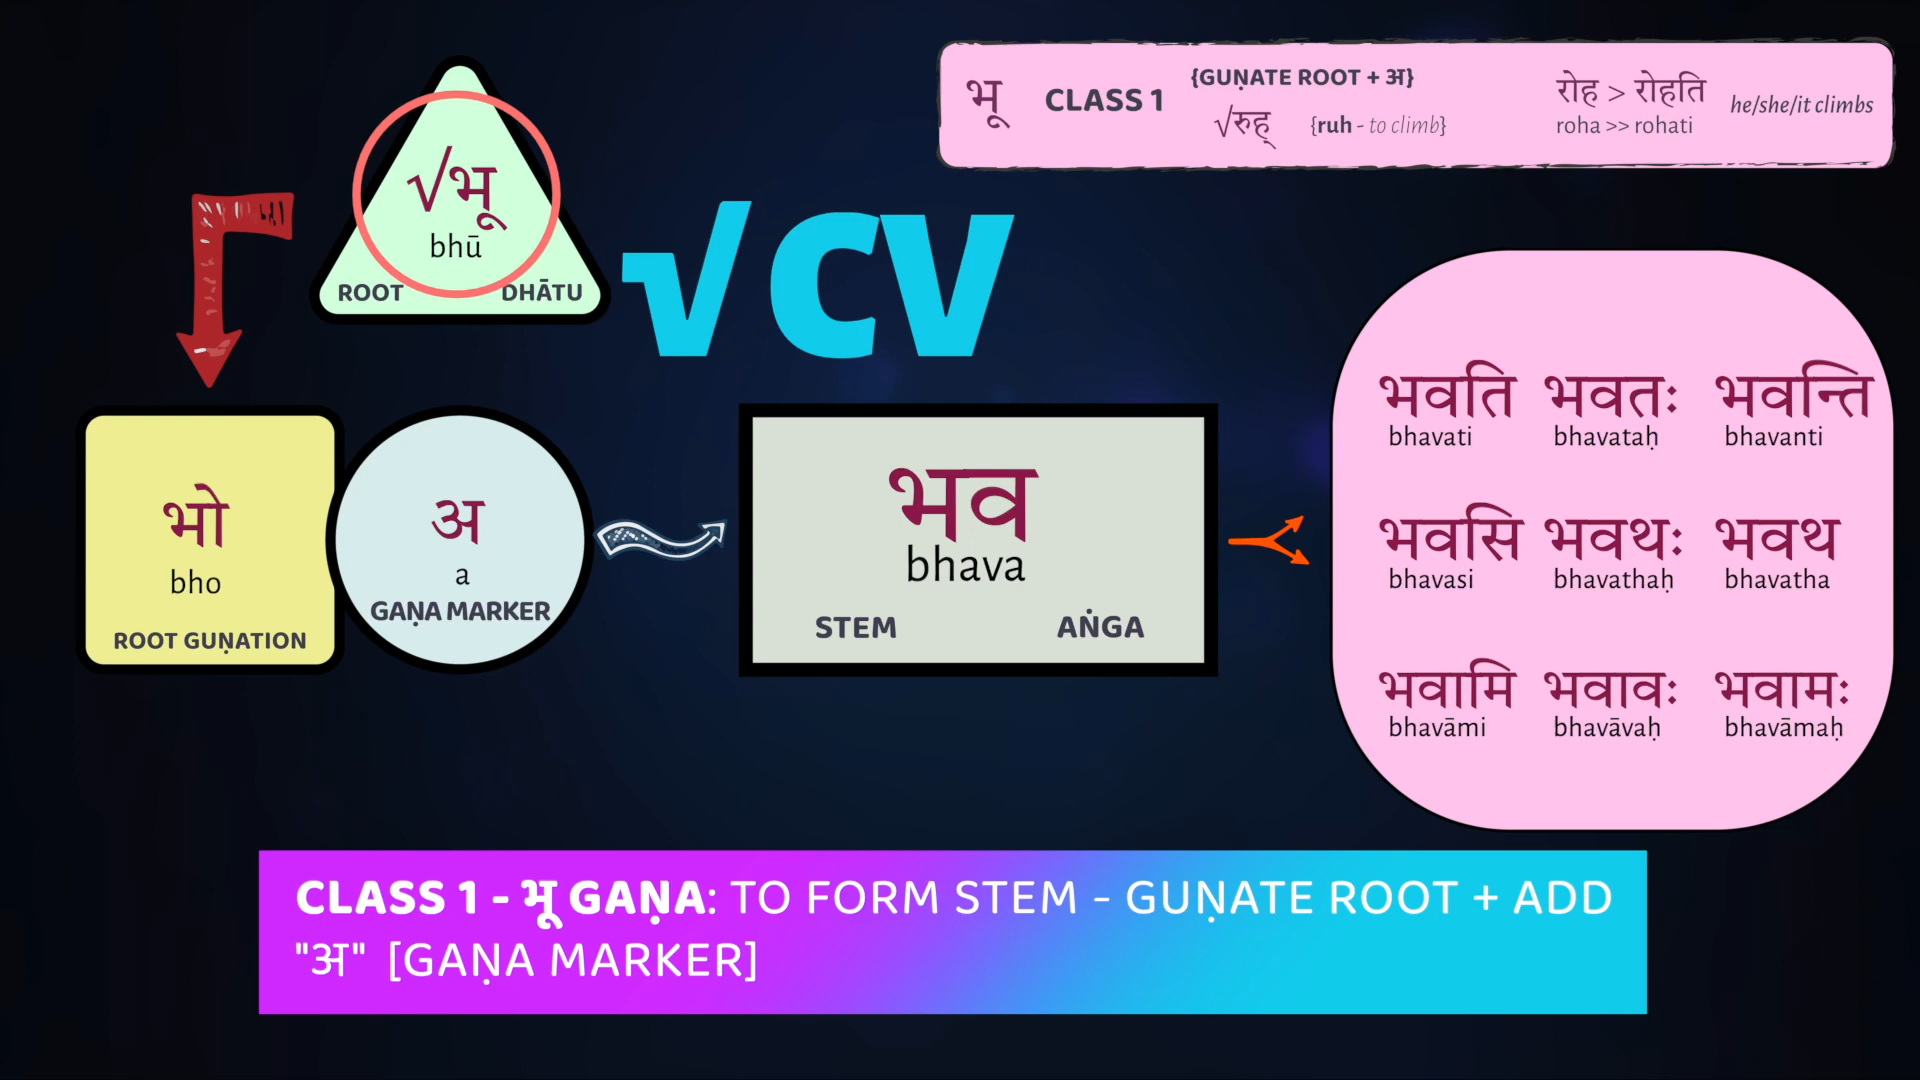 भू CLASS 1 {GUṆATE ROOT + अ}
√रुह् {ruh - to climb}
रोह > रोहति
roha >> rohati
he/she/it climbs
√भू
bhū
ROOT DHĀTU
√CV
भो
bho
ROOT GUṆATION
अ
a
GAṆA MARKER
भव
bhava
STEM AṄGA
भवति भवतः भवन्ति
bhavati bhavataḥ bhavanti
भवसि भवथः भवथ
bhavasi bhavathaḥ bhavatha
भवामि भवावः भवामः
bhavāmi bhavāvaḥ bhavāmaḥ
CLASS 1 - भू GAṆA: TO FORM STEM - GUṆATE ROOT + ADD
"अ" [GAṆA MARKER]